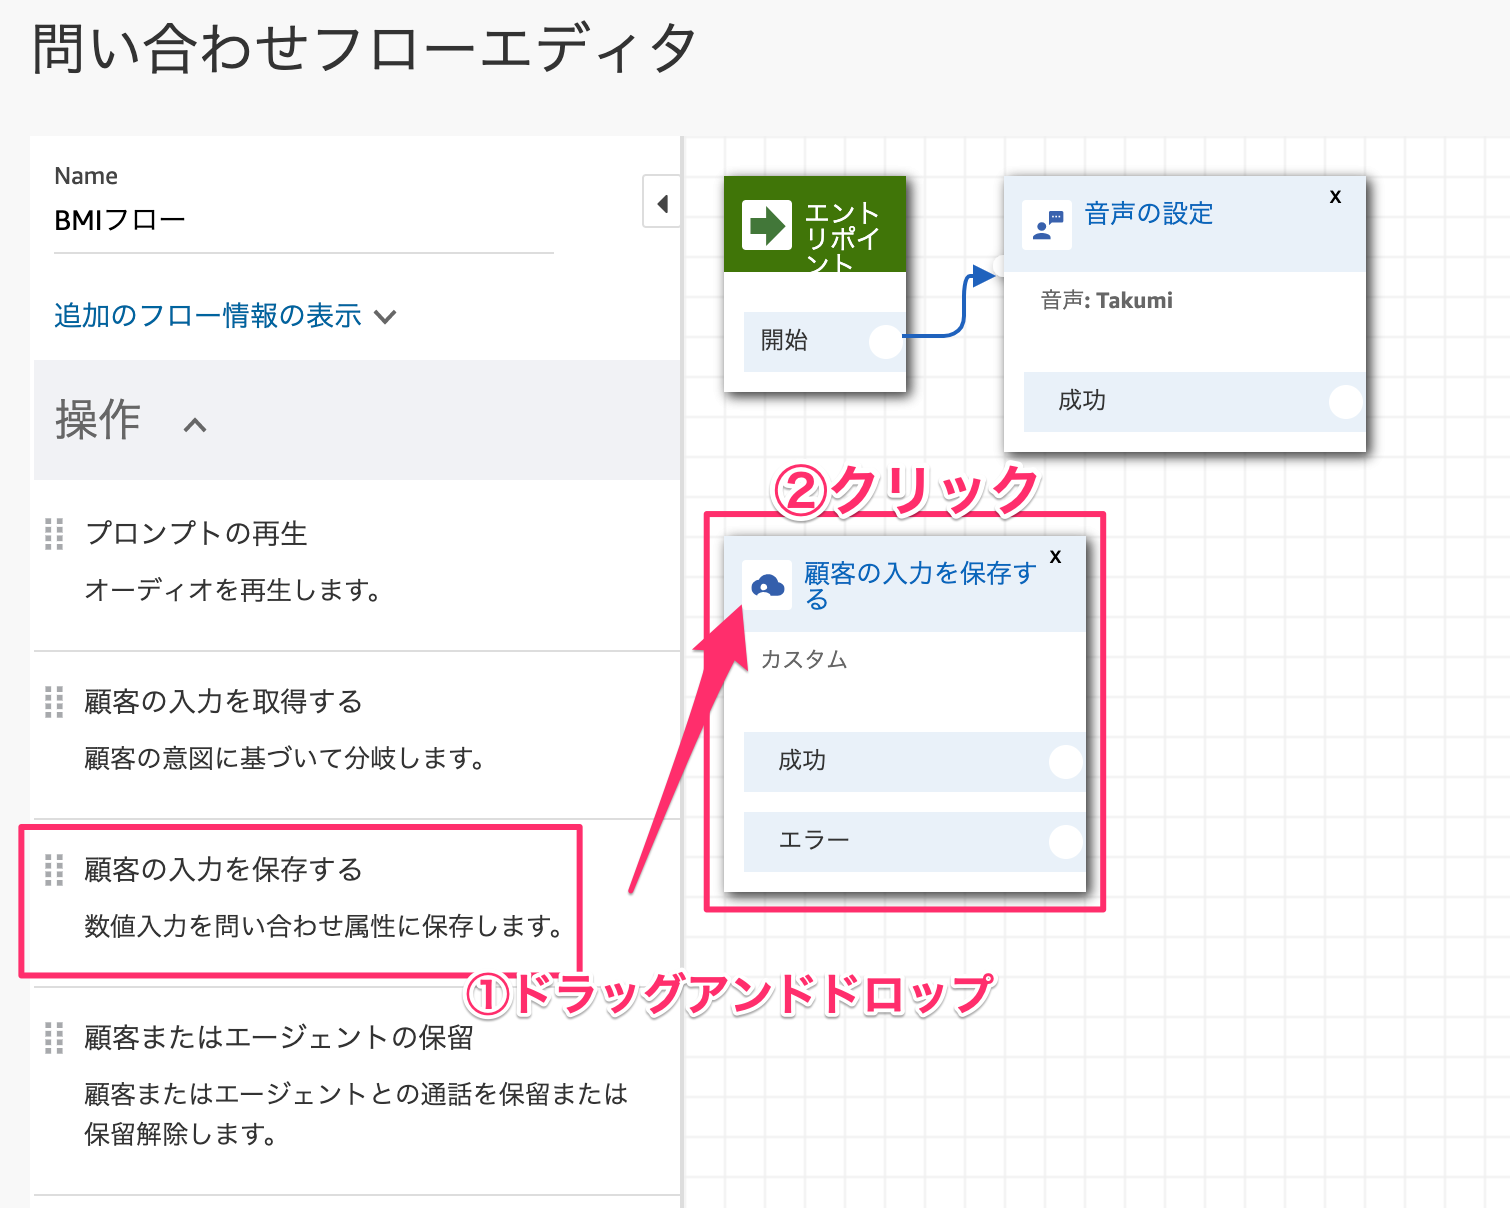 問い合わせフローエディタ
Name
BMIフロー
追加のフロー情報の表示
操作
プロンプトの再生
オーディオを再生します。
顧客の入力を取得する
顧客の意図に基づいて分岐します。
顧客の入力を保存する
数値入力を問い合わせ属性に保存します。
①ドラッグアンドドロップ
顧客またはエージェントの保留
顧客またはエージェントとの通話を保留または
保留解除します。
エント
リポイ
ント
開始
音声の設定
X
音声: Takumi
成功
②クリック
顧客の入力を保存す
る
X
カスタム
成功
エラー